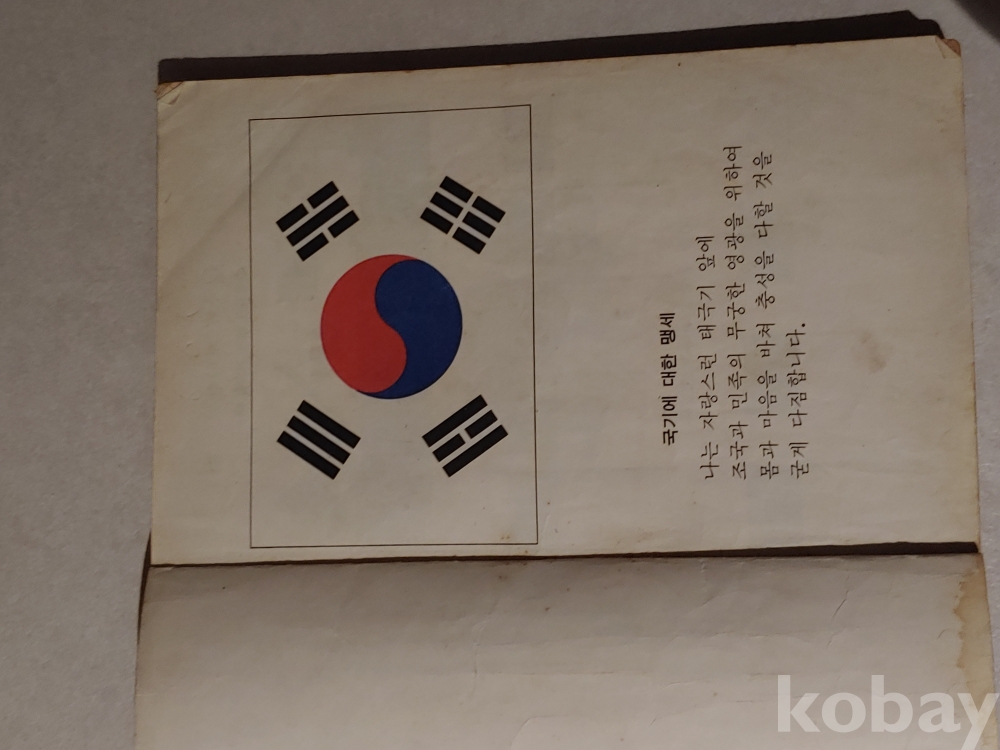 국기에 대한 맹세
나는 자랑스런 태극기 앞에
조국과 민족의 무궁한 영광을 위하여
몸과 마음을 바쳐 충성을 다할 것을
굳게 다짐합니다.
kobay